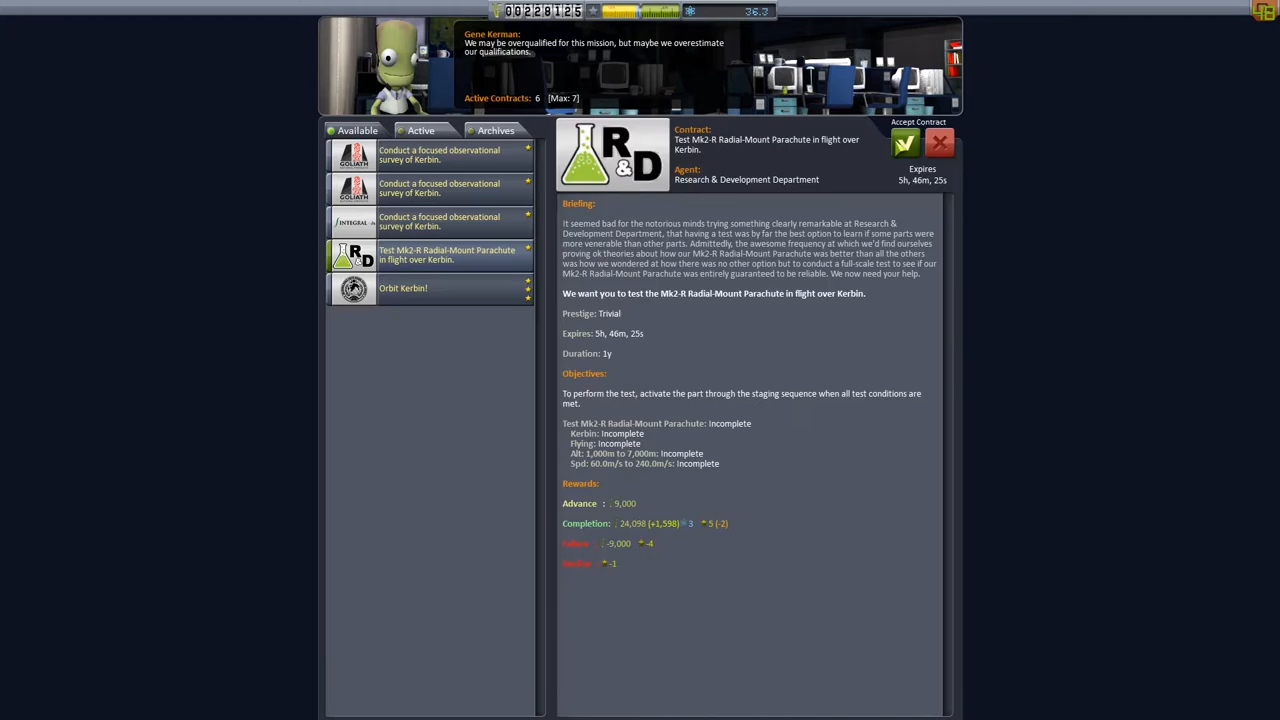 00228125
36.3
Gene Kerman:
We may be overqualified for this mission, but maybe we overestimate
our qualifications.
Active Contracts: 6 [Max: 7]
Available
Active
Archives
GOLIATH
Conduct a focused observational
survey of Kerbin.
GOLIATH
Conduct a focused observational
survey of Kerbin.
INTEGRAL
Conduct a focused observational
survey of Kerbin.
R&D
Test Mk2-R Radial-Mount Parachute
in flight over Kerbin.
Orbit Kerbin!
R&D
Contract:
Test Mk2-R Radial-Mount Parachute in flight over
Kerbin.
Agent:
Research & Development Department
Accept Contract
Expires
5h, 46m, 25s
Briefing:
It seemed bad for the notorious minds trying something clearly remarkable at Research &
Development Department, that having a test was by far the best option to learn if some parts were
more venerable than other parts. Admittedly, the awesome frequency at which we'd find ourselves
proving ok theories about how our Mk2-R Radial-Mount Parachute was better than all the others
was how we wondered at how there was no other option but to conduct a full-scale test to see if our
Mk2-R Radial-Mount Parachute was entirely guaranteed to be reliable. We now need your help.
We want you to test the Mk2-R Radial-Mount Parachute in flight over Kerbin.
Prestige: Trivial
Expires: 5h, 46m, 25s
Duration: 1y
Objectives:
To perform the test, activate the part through the staging sequence when all test conditions are
met.
Test Mk2-R Radial-Mount Parachute: Incomplete
Kerbin: Incomplete
Flying: Incomplete
Alt: 1,000m to 7,000m: Incomplete
Spd: 60.0m/s to 240.0m/s: Incomplete
Rewards:
Advance : 9,000
Completion: 24,098 (+1,598) 3 5 (-2)
Failure: -9,000 -4
Decline: -1